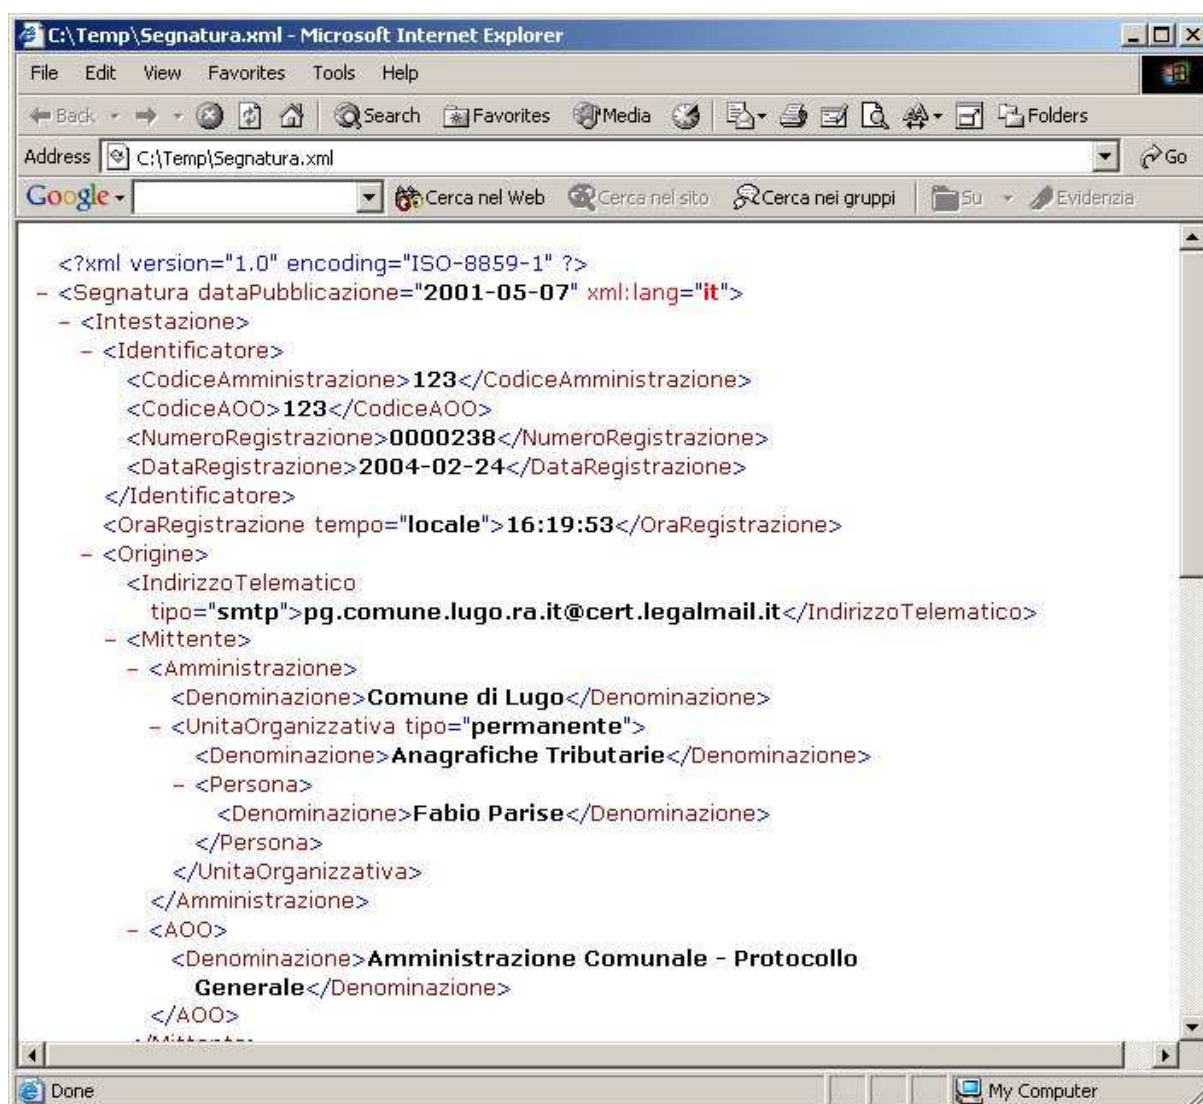 C:\Temp\Segnatura.xml - Microsoft Internet Explorer
File Edit View Favorites Tools Help
Back Search Favorites Media Folders
Address C:\Temp\Segnatura.xml Go
Google Cerca nel Web Cerca nel sito Cerca nei gruppi Su Evidenzia
<?xml version="1.0" encoding="ISO-8859-1" ?>
- <Segnatura dataPubblicazione="2001-05-07" xml:lang="it">
- <Intestazione>
- <Identificatore>
<CodiceAmministrazione>123</CodiceAmministrazione>
<CodiceAOO>123</CodiceAOO>
<NumeroRegistrazione>0000238</NumeroRegistrazione>
<DataRegistrazione>2004-02-24</DataRegistrazione>
</Identificatore>
<OraRegistrazione tempo="locale">16:19:53</OraRegistrazione>
- <Origine>
<IndirizzoTelematico
tipo="smtp">pg.comune.lugo.ra.it@cert.legalmail.it</IndirizzoTelematico>
- <Mittente>
- <Amministrazione>
<Denominazione>Comune di Lugo</Denominazione>
- <UnitaOrganizzativa tipo="permanente">
<Denominazione>Anagrafiche Tributarie</Denominazione>
- <Persona>
<Denominazione>Fabio Parise</Denominazione>
</Persona>
</UnitaOrganizzativa>
</Amministrazione>
- <AOO>
<Denominazione>Amministrazione Comunale - Protocollo
Generale</Denominazione>
</AOO>
</Mittente>
Done My Computer